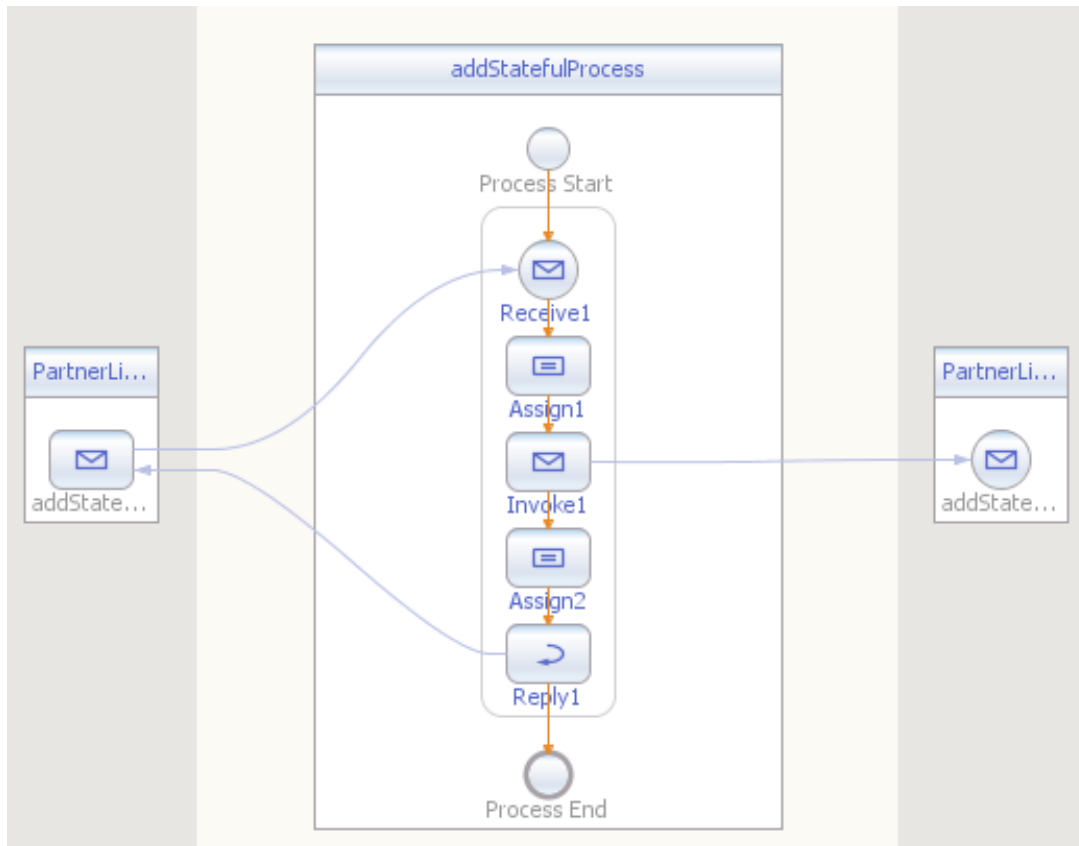 addStatefulProcess
Process Start
Receive1
PartnerLi...
addState...
Assign1
Invoke1
Assign2
Reply1
Process End
PartnerLi...
addState...